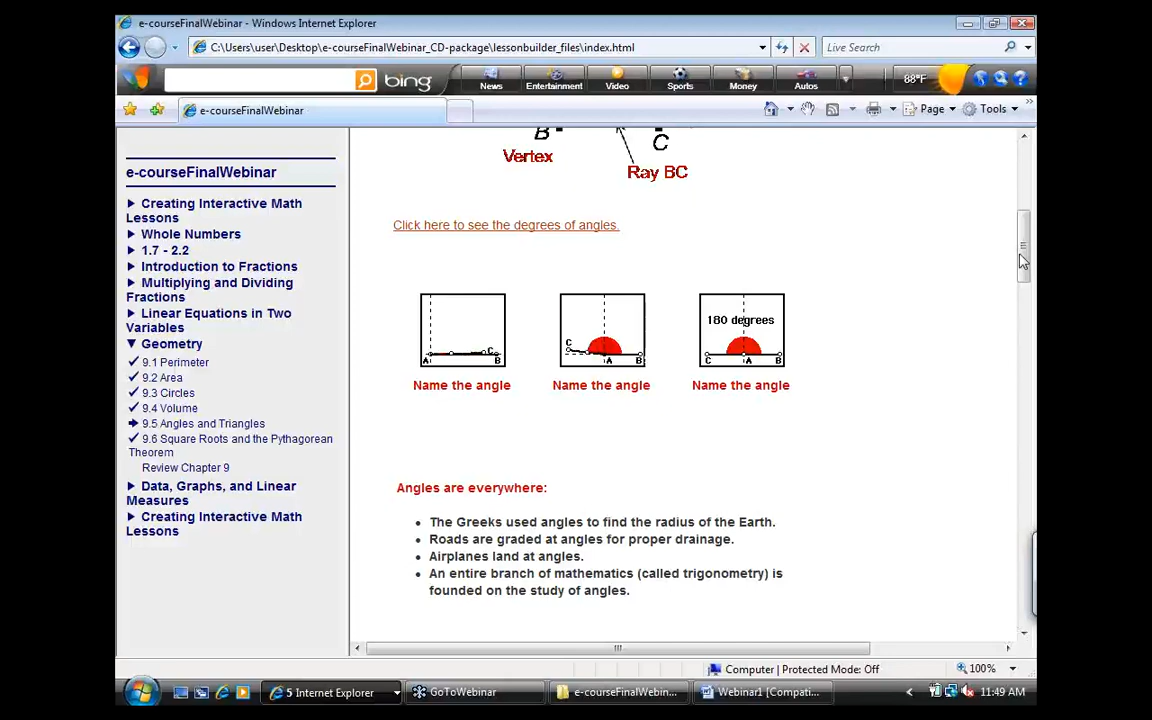 e-courseFinalWebinar - Windows Internet Explorer
C:\Users\user\Desktop\e-courseFinalWebinar_CD-package\lessonbuilder_files\index.html
Live Search
bing
News
Entertainment
Video
Sports
Money
Autos
88°F
e-courseFinalWebinar
Page
Tools
e-courseFinalWebinar
Creating Interactive Math
Lessons
Whole Numbers
1.7 - 2.2
Introduction to Fractions
Multiplying and Dividing
Fractions
Linear Equations in Two
Variables
Geometry
9.1 Perimeter
9.2 Area
9.3 Circles
9.4 Volume
9.5 Angles and Triangles
9.6 Square Roots and the Pythagorean
Theorem
Review Chapter 9
Data, Graphs, and Linear
Measures
Creating Interactive Math
Lessons
B
C
Vertex
Ray BC
Click here to see the degrees of angles.
A C B
C A B
180 degrees
C A B
Name the angle
Name the angle
Name the angle
Angles are everywhere:
• The Greeks used angles to find the radius of the Earth.
• Roads are graded at angles for proper drainage.
• Airplanes land at angles.
• An entire branch of mathematics (called trigonometry) is
founded on the study of angles.
Computer | Protected Mode: Off
100%
5 Internet Explorer
GoToWebinar
e-courseFinalWebin...
Webinar1 [Compati...
11:49 AM